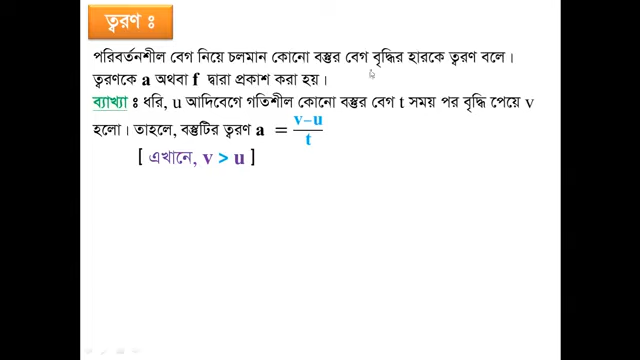 ত্বরণ ঃ
পরিবর্তনশীল বেগ নিয়ে চলমান কোনো বস্তুর বেগ বৃদ্ধির হারকে ত্বরণ বলে।
ত্বরণকে a অথবা f দ্বারা প্রকাশ করা হয়।
ব্যাখ্যা ঃ ধরি, u আদিবেগে গতিশীল কোনো বস্তুর বেগ t সময় পর বৃদ্ধি পেয়ে v
হলো। তাহলে, বস্তুটির ত্বরণ a = v–u/t
[ এখানে, v > u ]